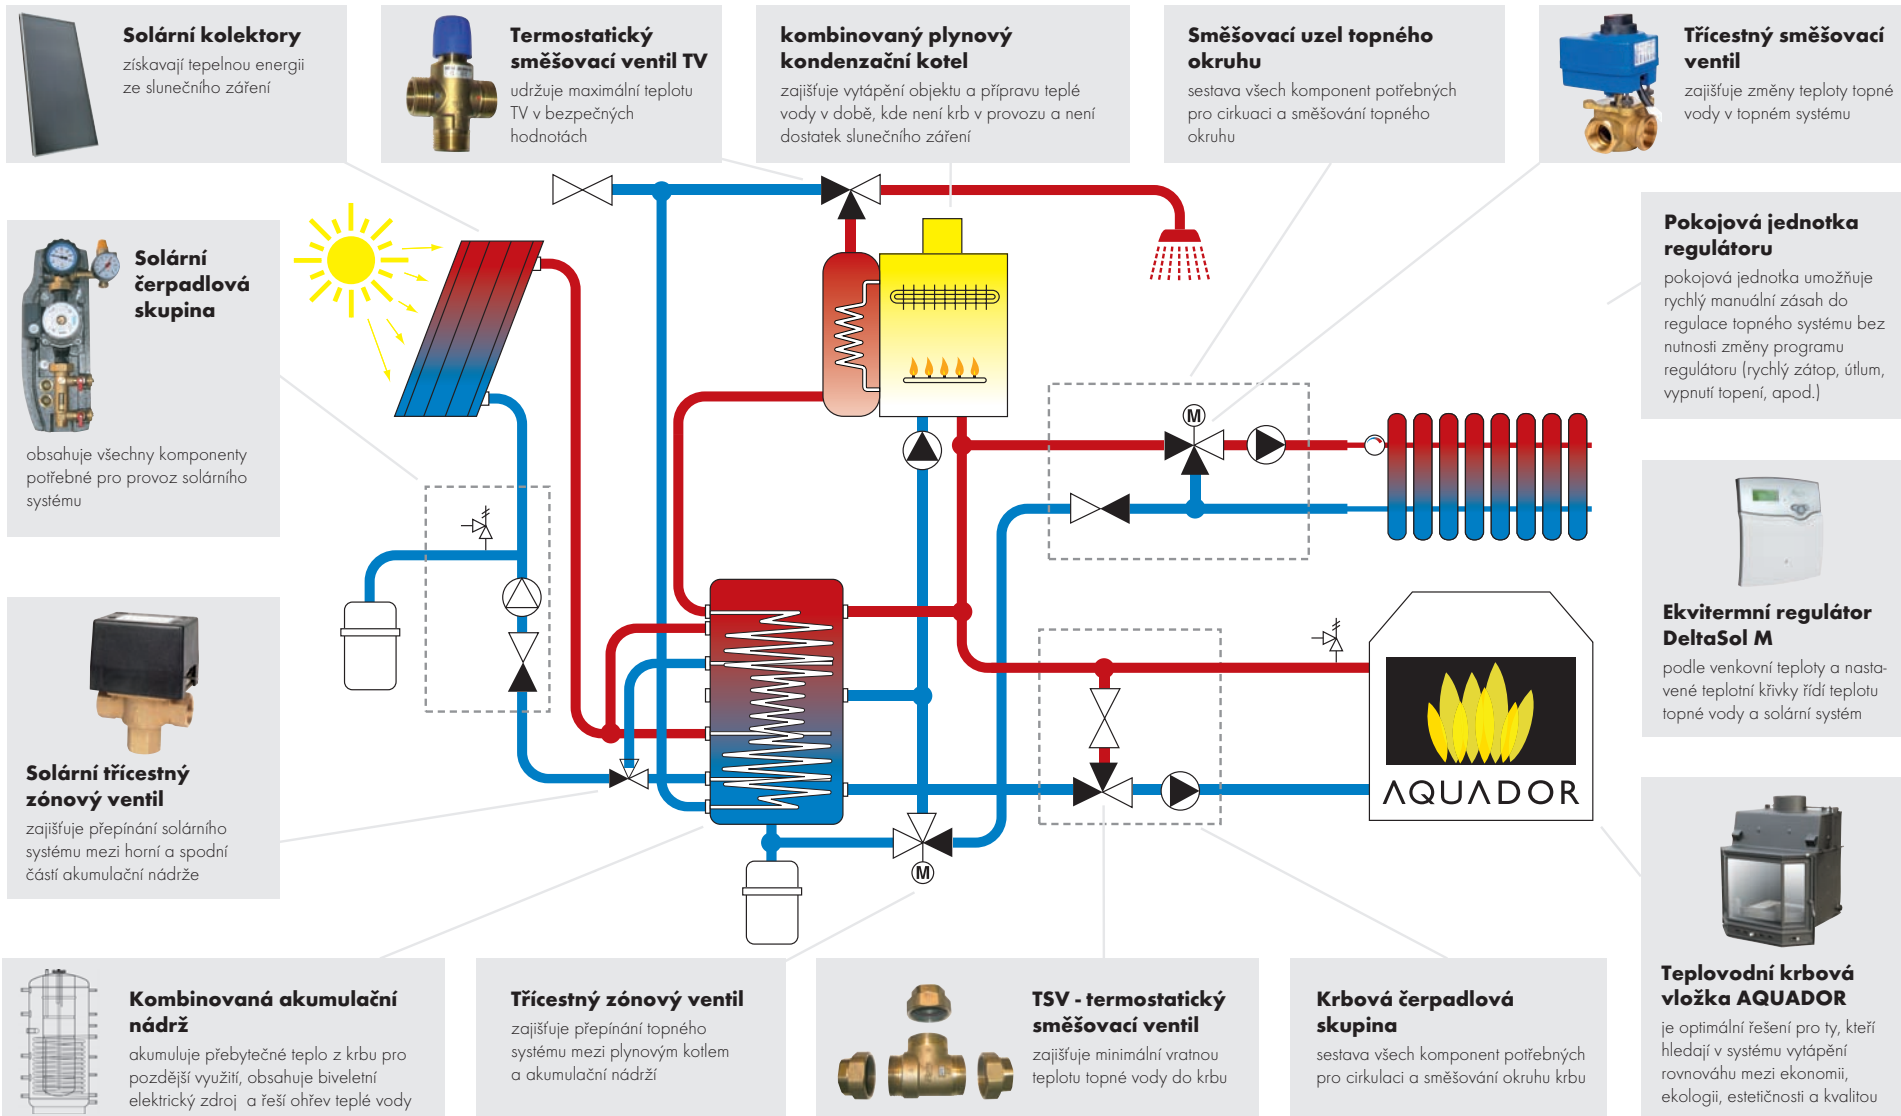 Solární kolektory
získavají tepelnou energii
ze slunečního záření
Termostatický
směšovací ventil TV
udržuje maximální teplotu
TV v bezpečných
hodnotách
kombinovaný plynový
kondenzační kotel
zajišťuje vytápění objektu a přípravu teplé
vody v době, kde není krb v provozu a není
dostatek slunečního záření
Směšovací uzel topného
okruhu
sestava všech komponent potřebných
pro cirkuaci a směšování topného
okruhu
Třícestný směšovací
ventil
zajišťuje změny teploty topné
vody v topném systému
Solární
čerpadlová
skupina
obsahuje všechny komponenty
potřebné pro provoz solárního
systému
Pokojová jednotka
regulátoru
pokojová jednotka umožňuje
rychlý manuální zásah do
regulace topného systému bez
nutnosti změny programu
regulátoru (rychlý zátop, útlum,
vypnutí topení, apod.)
M
Ekvitermní regulátor
DeltaSol M
podle venkovní teploty a nasta-
vené teplotní křivky řídí teplotu
topné vody a solární systém
Solární třícestný
zónový ventil
zajišťuje přepínání solárního
systému mezi horní a spodní
částí akumulační nádrže
AQUADOR
M
Teplovodní krbová
vložka AQUADOR
je optimální řešení pro ty, kteří
hledají v systému vytápění
rovnováhu mezi ekonomii,
ekologii, estetičnosti a kvalitou
Kombinovaná akumulační
nádrž
akumuluje přebytečné teplo z krbu pro
pozdější využití, obsahuje biveletní
elektrický zdroj a řeší ohřev teplé vody
Třícestný zónový ventil
zajišťuje přepínání topného
systému mezi plynovým kotlem
a akumulační nádrží
TSV - termostatický
směšovací ventil
zajišťuje minimální vratnou
teplotu topné vody do krbu
Krbová čerpadlová
skupina
sestava všech komponent potřebných
pro cirkulaci a směšování okruhu krbu